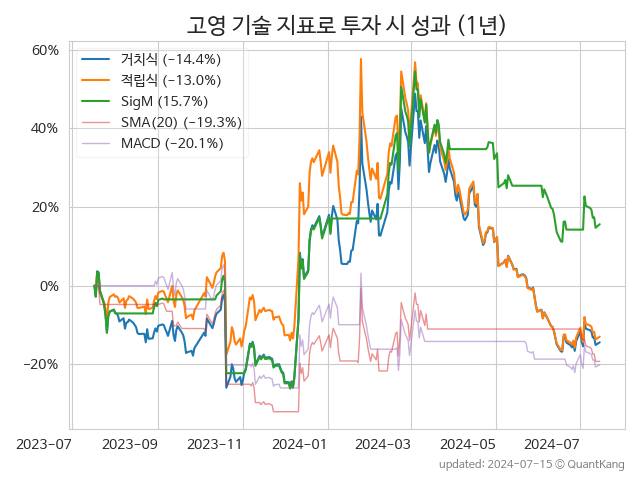 고영 기술 지표로 투자 시 성과 (1년)
거치식 (−14.4%)
적립식 (−13.0%)
SigM (15.7%)
SMA(20) (−19.3%)
MACD (−20.1%)
60%
40%
20%
0%
−20%
2023-07 2023-09 2023-11 2024-01 2024-03 2024-05 2024-07
updated: 2024-07-15 © QuantKang